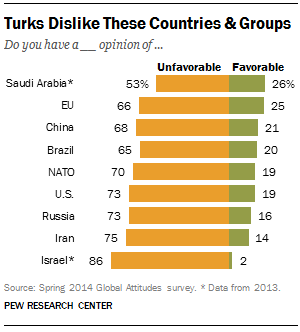 Turks Dislike These Countries & Groups
Do you have a __ opinion of ...
Unfavorable Favorable
Saudi Arabia* 53% 26%
EU 66 25
China 68 21
Brazil 65 20
NATO 70 19
U.S. 73 19
Russia 73 16
Iran 75 14
Israel* 86 2
Source: Spring 2014 Global Attitudes survey. * Data from 2013.
PEW RESEARCH CENTER